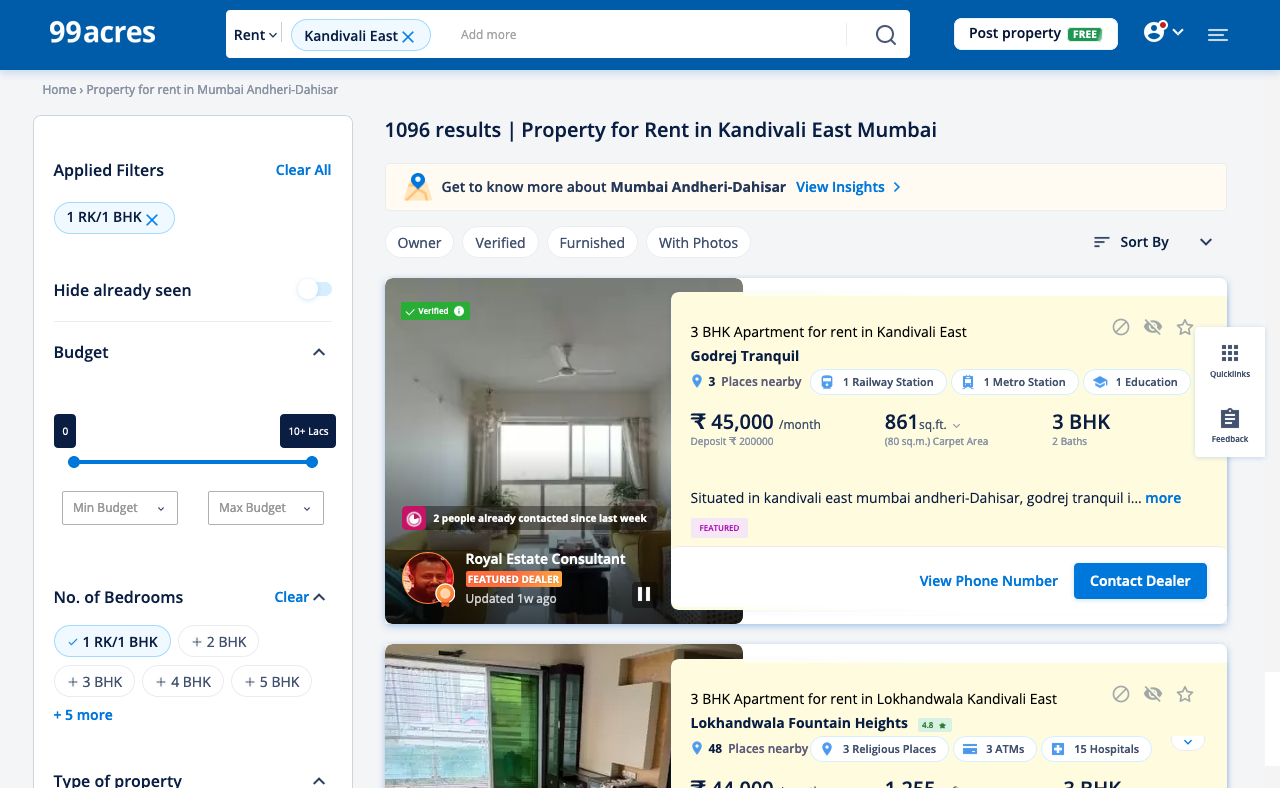 99acres
Rent
Kandivali East
Add more
Post property FREE
Home › Property for rent in Mumbai Andheri-Dahisar
Applied Filters
Clear All
1 RK/1 BHK
Hide already seen
Budget
0
10+ Lacs
Min Budget
Max Budget
No. of Bedrooms
Clear
1 RK/1 BHK
+ 2 BHK
+ 3 BHK
+ 4 BHK
+ 5 BHK
+ 5 more
Type of property
1096 results | Property for Rent in Kandivali East Mumbai
Get to know more about Mumbai Andheri-Dahisar View Insights
Owner
Verified
Furnished
With Photos
Sort By
Verified
2 people already contacted since last week
Royal Estate Consultant
FEATURED DEALER
Updated 1w ago
3 BHK Apartment for rent in Kandivali East
Godrej Tranquil
3 Places nearby
1 Railway Station
1 Metro Station
1 Education
₹ 45,000 /month
Deposit ₹ 200000
861 sq.ft.
(80 sq.m.) Carpet Area
3 BHK
2 Baths
Situated in kandivali east mumbai andheri-Dahisar, godrej tranquil i... more
FEATURED
View Phone Number
Contact Dealer
Quicklinks
Feedback
3 BHK Apartment for rent in Lokhandwala Kandivali East
Lokhandwala Fountain Heights 4.8 ★
48 Places nearby
3 Religious Places
3 ATMs
15 Hospitals
₹ 44,000
1,255
3 BHK